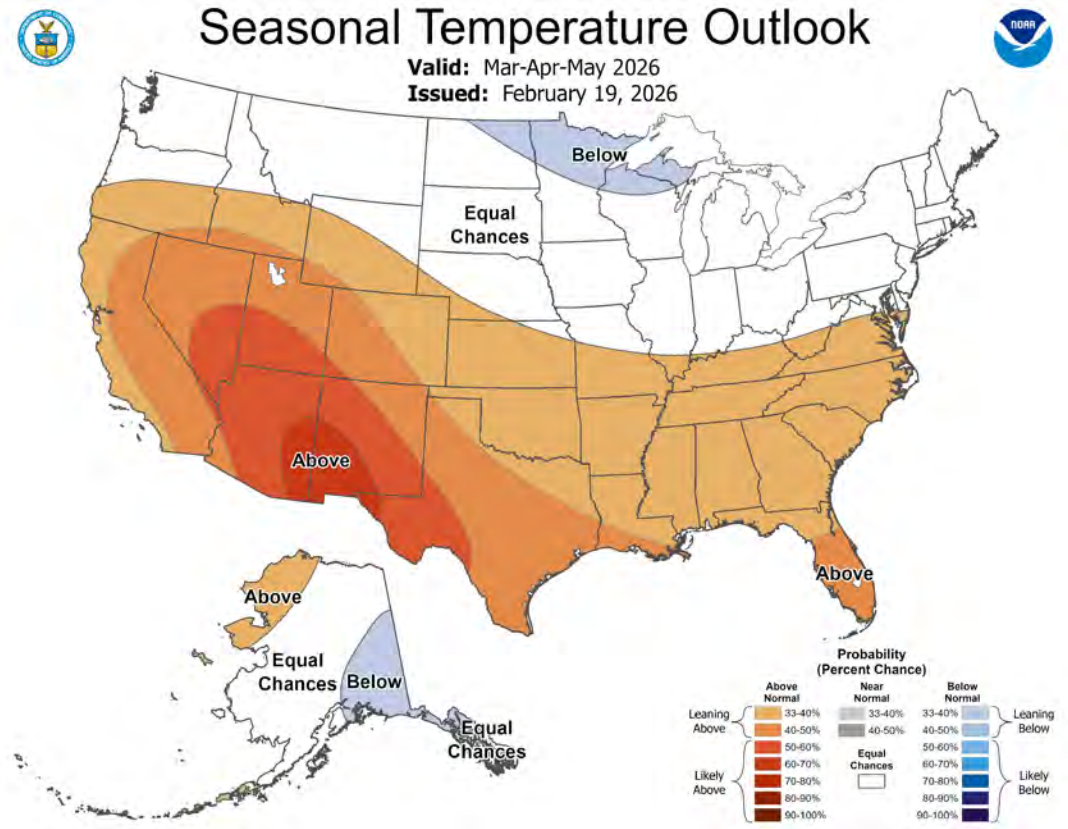 Seasonal Temperature Outlook
Valid: Mar-Apr-May 2026
Issued: February 19, 2026
NOAA
Below
Equal
Chances
Above
Above
Above
Equal
Chances
Below
Equal
Chances
Probability
(Percent Chance)
Above
Normal
Near
Normal
Below
Normal
Leaning
Above
33-40%
40-50%
33-40%
40-50%
33-40%
40-50%
Leaning
Below
Likely
Above
50-60%
60-70%
70-80%
80-90%
90-100%
Equal
Chances
50-60%
60-70%
70-80%
80-90%
90-100%
Likely
Below